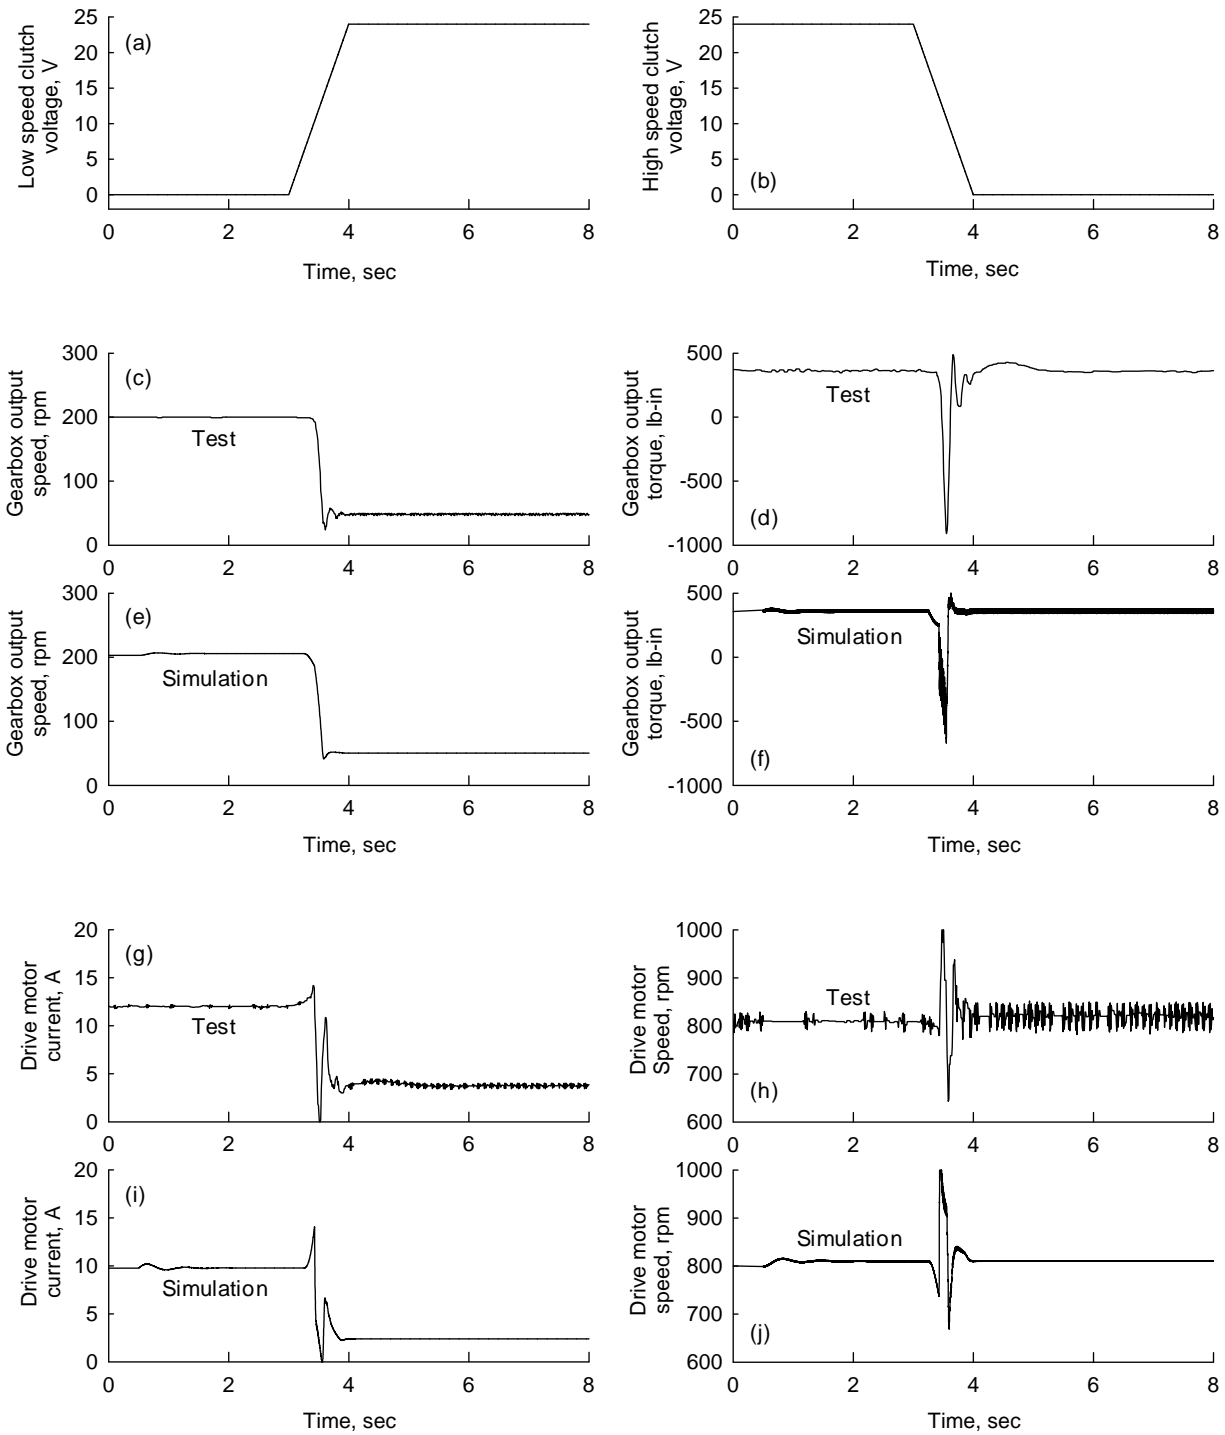 25
20
15
10
5
0
Low speed clutch
voltage, V
(a)
0 2 4 6 8
Time, sec
25
20
15
10
5
0
High speed clutch
voltage, V
(b)
0 2 4 6 8
Time, sec
300
200
100
0
Gearbox output
speed, rpm
(c)
Test
0 2 4 6 8
500
0
-500
-1000
Gearbox output
torque, lb-in
Test
(d)
0 2 4 6 8
300
200
100
0
Gearbox output
speed, rpm
(e)
Simulation
0 2 4 6 8
Time, sec
500
0
-500
-1000
Gearbox output
torque, lb-in
Simulation
(f)
0 2 4 6 8
Time, sec
20
15
10
5
0
Drive motor
current, A
(g)
Test
0 2 4 6 8
1000
900
800
700
600
Drive motor
Speed, rpm
Test
(h)
0 2 4 6 8
20
15
10
5
0
Drive motor
current, A
(i)
Simulation
0 2 4 6 8
Time, sec
1000
900
800
700
600
Drive motor
speed, rpm
Simulation
(j)
0 2 4 6 8
Time, sec